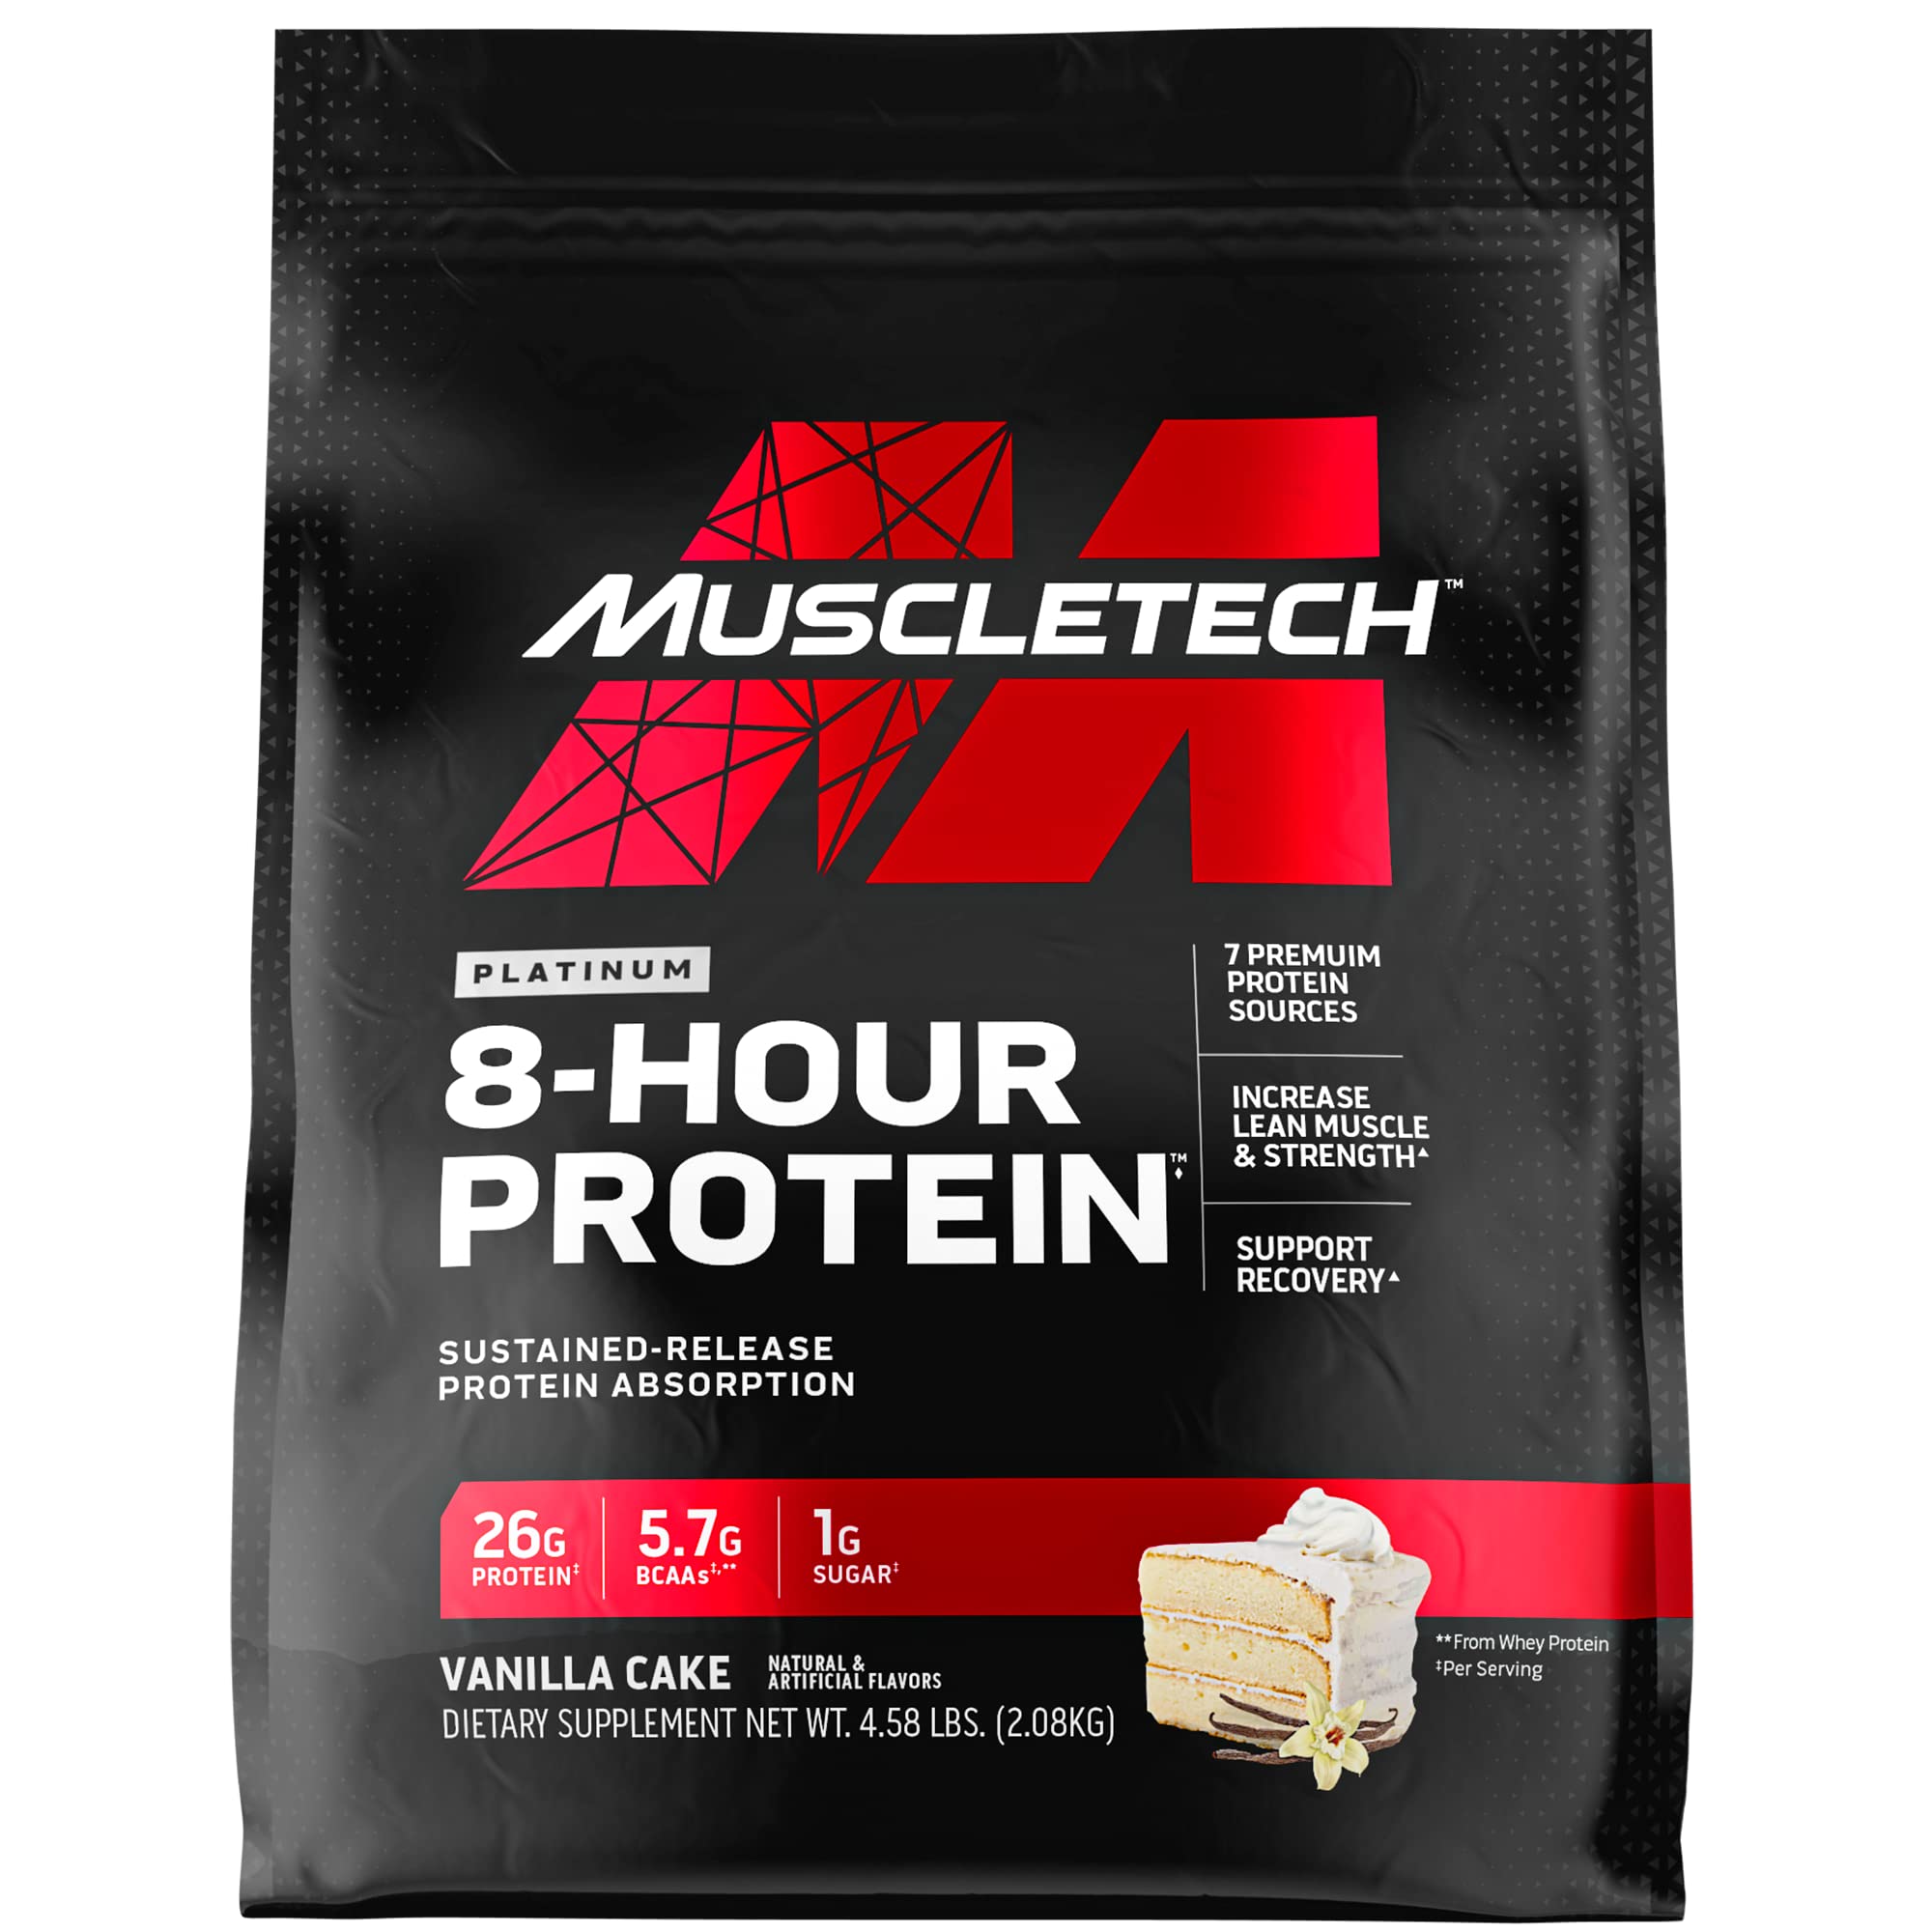 MUSCLETECH™
PLATINUM
8-HOUR
PROTEIN™♦
SUSTAINED-RELEASE
PROTEIN ABSORPTION
7 PREMUIM
PROTEIN
SOURCES
INCREASE
LEAN MUSCLE
& STRENGTH▲
SUPPORT
RECOVERY▲
26G
PROTEIN‡
5.7G
BCAAs‡,**
1G
SUGAR‡
VANILLA CAKE
NATURAL &
ARTIFICIAL FLAVORS
DIETARY SUPPLEMENT NET WT. 4.58 LBS. (2.08KG)
**From Whey Protein
‡Per Serving